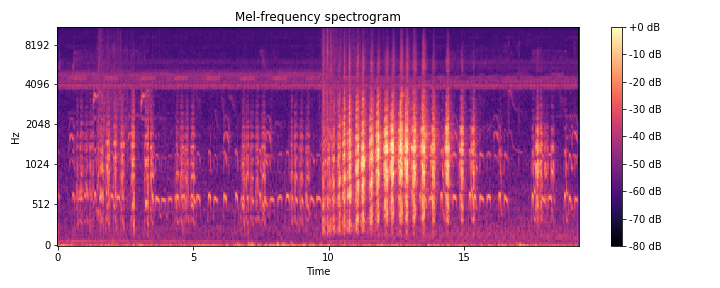 Mel-frequency spectrogram
Hz
8192
4096
2048
1024
512
0
0
5
10
15
Time
+0 dB
-10 dB
-20 dB
-30 dB
-40 dB
-50 dB
-60 dB
-70 dB
-80 dB